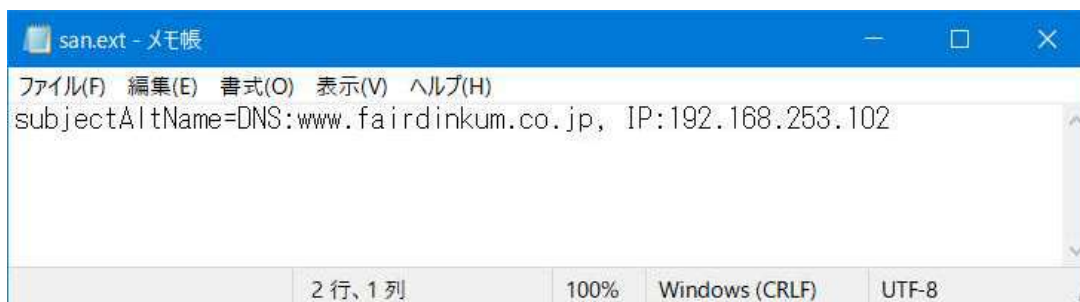 san.ext - メモ帳
ファイル(F) 編集(E) 書式(O) 表示(V) ヘルプ(H)
subjectAltName=DNS:www.fairdinkum.co.jp, IP:192.168.253.102
2 行、1 列 100% Windows (CRLF) UTF-8